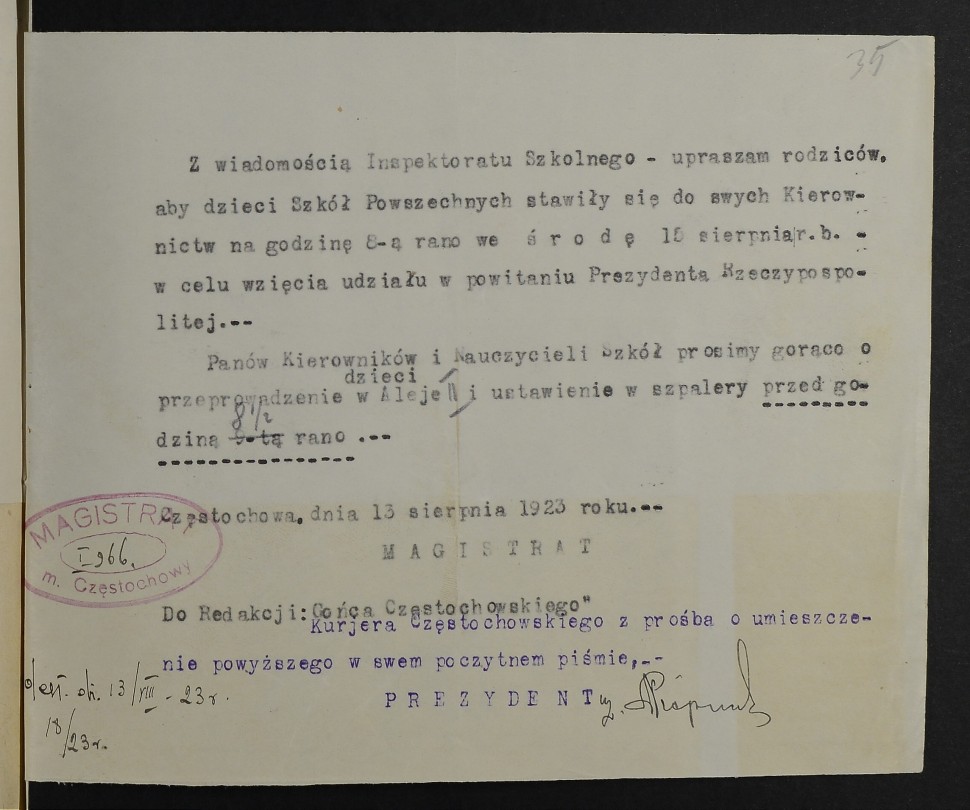 35
Z wiadomością Inspektoratu Szkolnego - upraszam rodziców,
aby dzieci Szkół Powszechnych stawiły się do swych Kierow-
nictw na godzinę 8-ą rano we ś r o d ę 15 sierpnia r.b. -
w celu wzięcia udziału w powitaniu Prezydenta Rzeczypospo-
litej.--
Panów Kierowników i Nauczycieli Szkół prosimy gorąco o
dzieci
przeprowadzenie w Aleje II i ustawienie w szpalery przed go-
8 1/2
dziną 9-tą rano .--
Częstochowa, dnia 13 sierpnia 1923 roku.--
MAGISTRAT
I 966.
m. Częstochowy
M A G I S T R A T
Do Redakcji: Gońca Częstochowskiego"
Kurjera Częstochowskiego z prośba o umieszcze-
nie powyższego w swem poczytnem piśmie,--
P R E Z Y D E N T
13/VIII - 23 r.
18/23 r.